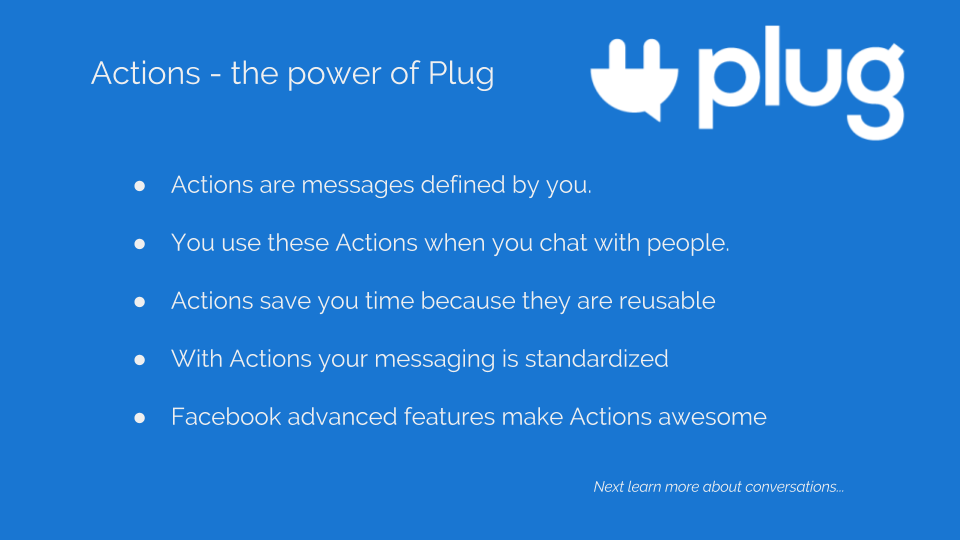 Actions - the power of Plug
plug
● Actions are messages defined by you.
● You use these Actions when you chat with people.
● Actions save you time because they are reusable
● With Actions your messaging is standardized
● Facebook advanced features make Actions awesome
Next learn more about conversations...